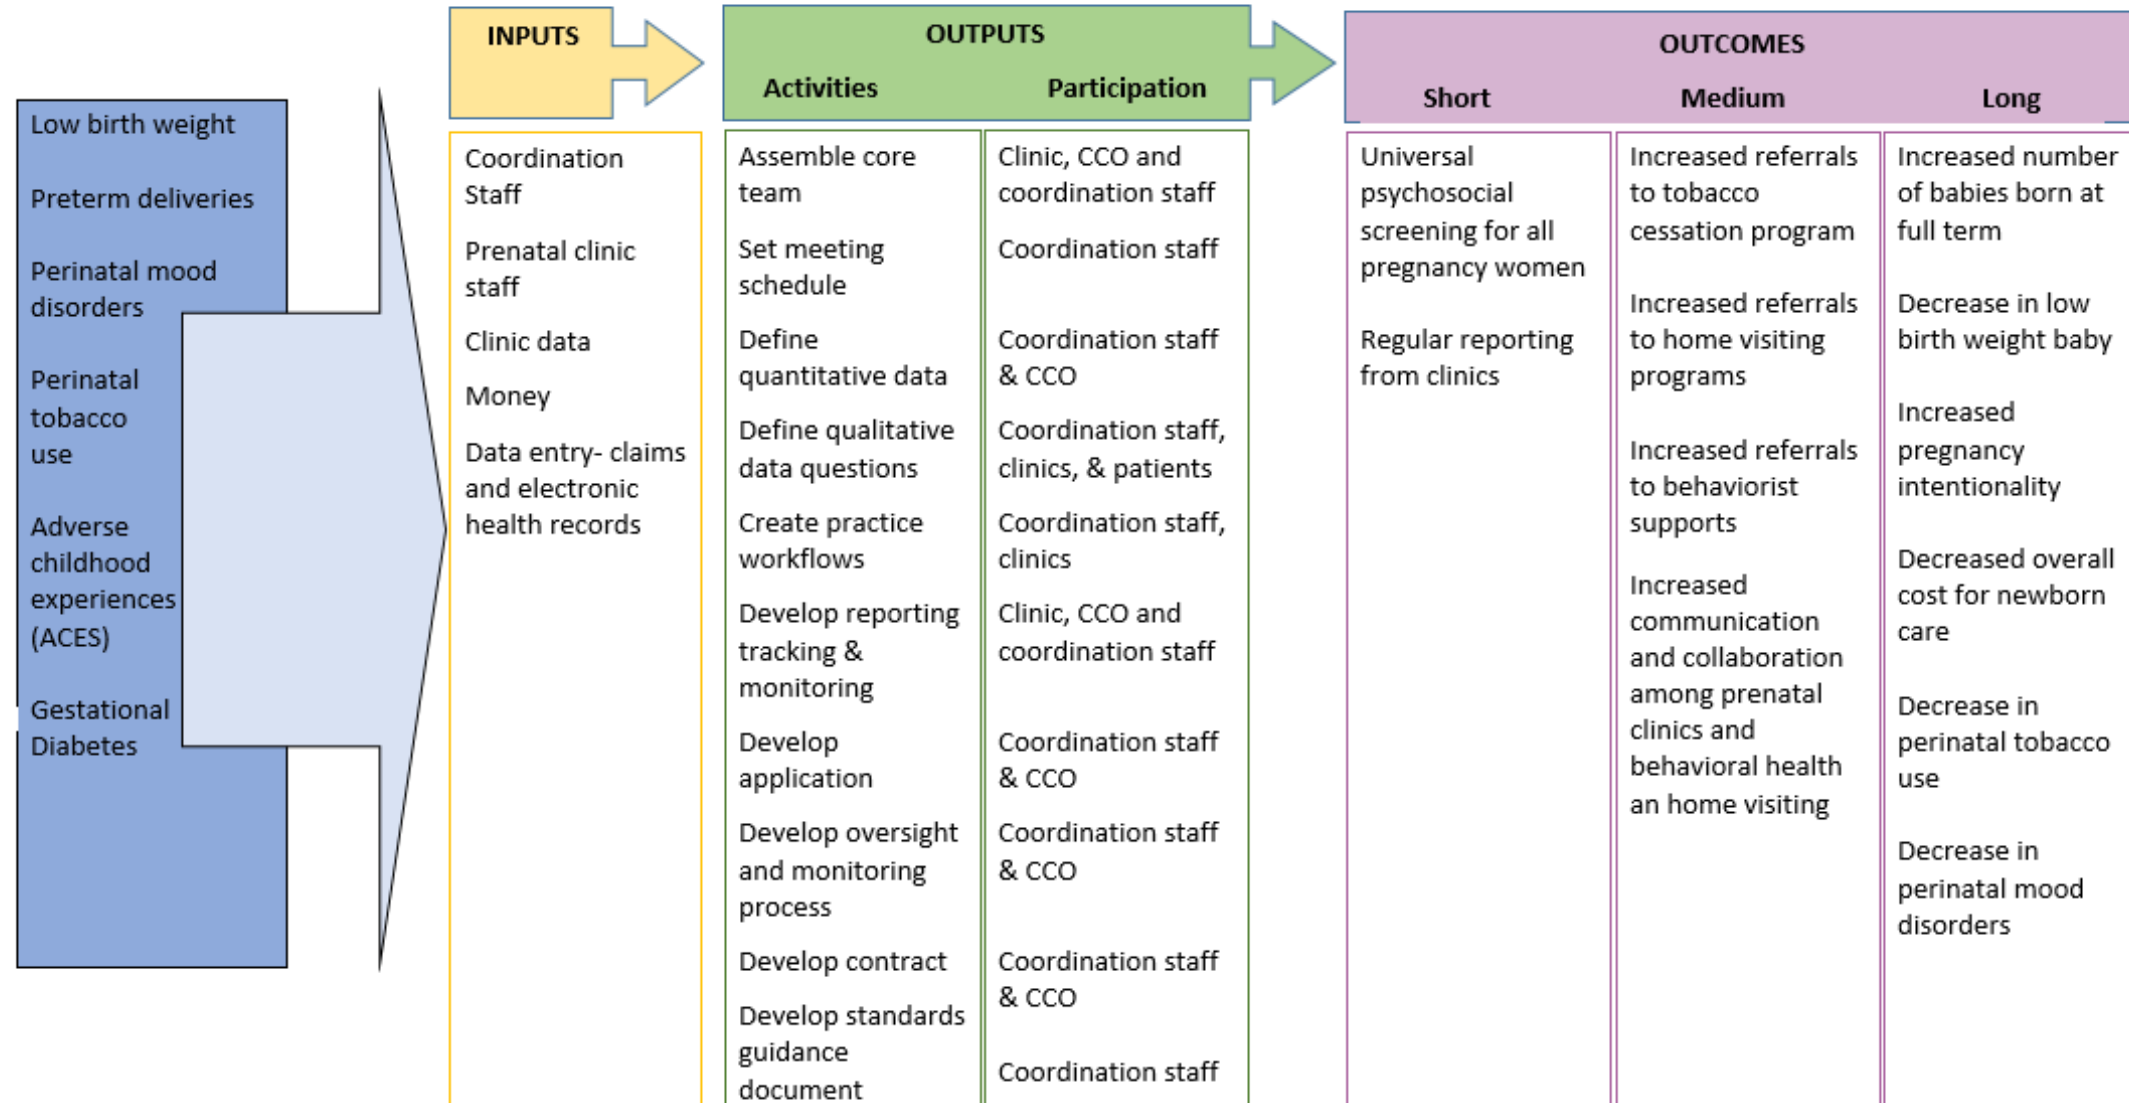 Low birth weight
Preterm deliveries
Perinatal mood
disorders
Perinatal
tobacco
use
Adverse
childhood
experiences
(ACES)
Gestational
Diabetes
INPUTS
Coordination
Staff
Prenatal clinic
staff
Clinic data
Money
Data entry- claims
and electronic
health records
OUTPUTS
Activities
Participation
Assemble core
team
Clinic, CCO and
coordination staff
Set meeting
schedule
Coordination staff
Define
quantitative data
Coordination staff
& CCO
Define qualitative
data questions
Coordination staff,
clinics, & patients
Create practice
workflows
Coordination staff,
clinics
Develop reporting
tracking &
monitoring
Clinic, CCO and
coordination staff
Develop
application
Coordination staff
& CCO
Develop oversight
and monitoring
process
Coordination staff
& CCO
Develop contract
Coordination staff
& CCO
Develop standards
guidance
document
Coordination staff
OUTCOMES
Short
Medium
Long
Universal
psychosocial
screening for all
pregnancy women
Regular reporting
from clinics
Increased referrals
to tobacco
cessation program
Increased referrals
to home visiting
programs
Increased referrals
to behaviorist
supports
Increased
communication
and collaboration
among prenatal
clinics and
behavioral health
an home visiting
Increased number
of babies born at
full term
Decrease in low
birth weight baby
Increased
pregnancy
intentionality
Decreased overall
cost for newborn
care
Decrease in
perinatal tobacco
use
Decrease in
perinatal mood
disorders